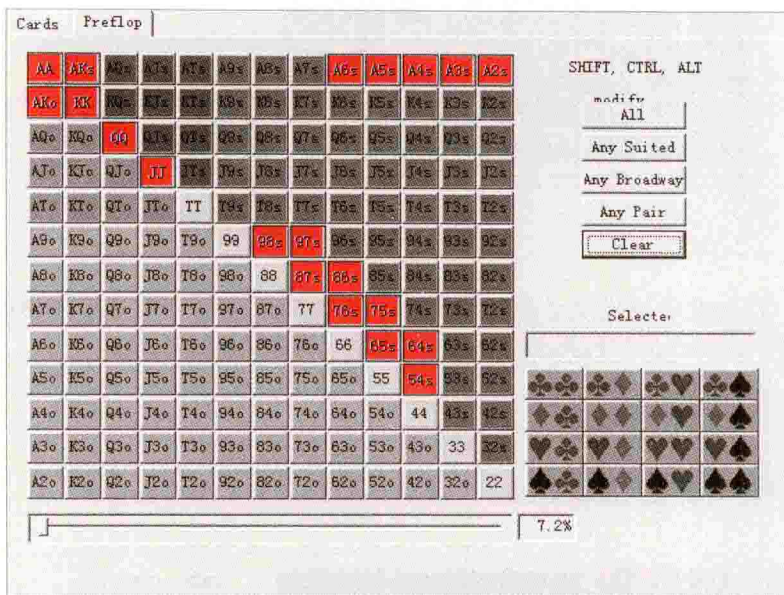 Cards Preflop
AA AKs AQs AJs ATs A9s A8s A7s A6s A5s A4s A3s A2s
AKo KK KQs KJs KTs K9s K8s K7s K6s K5s K4s K3s K2s
AQo KQo QQ QJs QTs Q9s Q8s Q7s Q6s Q5s Q4s Q3s Q2s
AJo KJo QJo JJ JTs J9s J8s J7s J6s J5s J4s J3s J2s
ATo KTo QTo JTo TT T9s T8s T7s T6s T5s T4s T3s T2s
A9o K9o Q9o J9o T9o 99 98s 97s 96s 95s 94s 93s 92s
A8o K8o Q8o J8o T8o 98o 88 87s 86s 85s 84s 83s 82s
A7o K7o Q7o J7o T7o 97o 87o 77 76s 75s 74s 73s 72s
A6o K6o Q6o J6o T6o 96o 86o 76o 66 65s 64s 63s 62s
A5o K5o Q5o J5o T5o 95o 85o 75o 65o 55 54s 53s 52s
A4o K4o Q4o J4o T4o 94o 84o 74o 64o 54o 44 43s 42s
A3o K3o Q3o J3o T3o 93o 83o 73o 63o 53o 43o 33 32s
A2o K2o Q2o J2o T2o 92o 82o 72o 62o 52o 42o 32o 22
7.2%
SHIFT, CTRL, ALT
modify
All
Any Suited
Any Broadway
Any Pair
Clear
Selecte